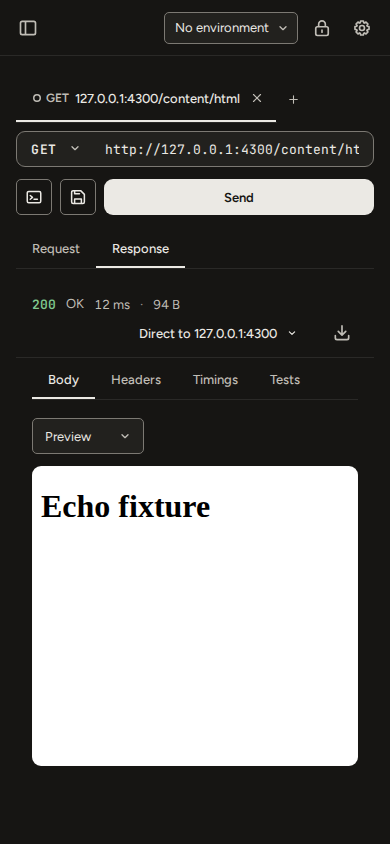 No environment
GET 127.0.0.1:4300/content/html
GET http://127.0.0.1:4300/content/ht
Send
Request Response
200 OK 12 ms · 94 B
Direct to 127.0.0.1:4300
Body Headers Timings Tests
Preview
Echo fixture